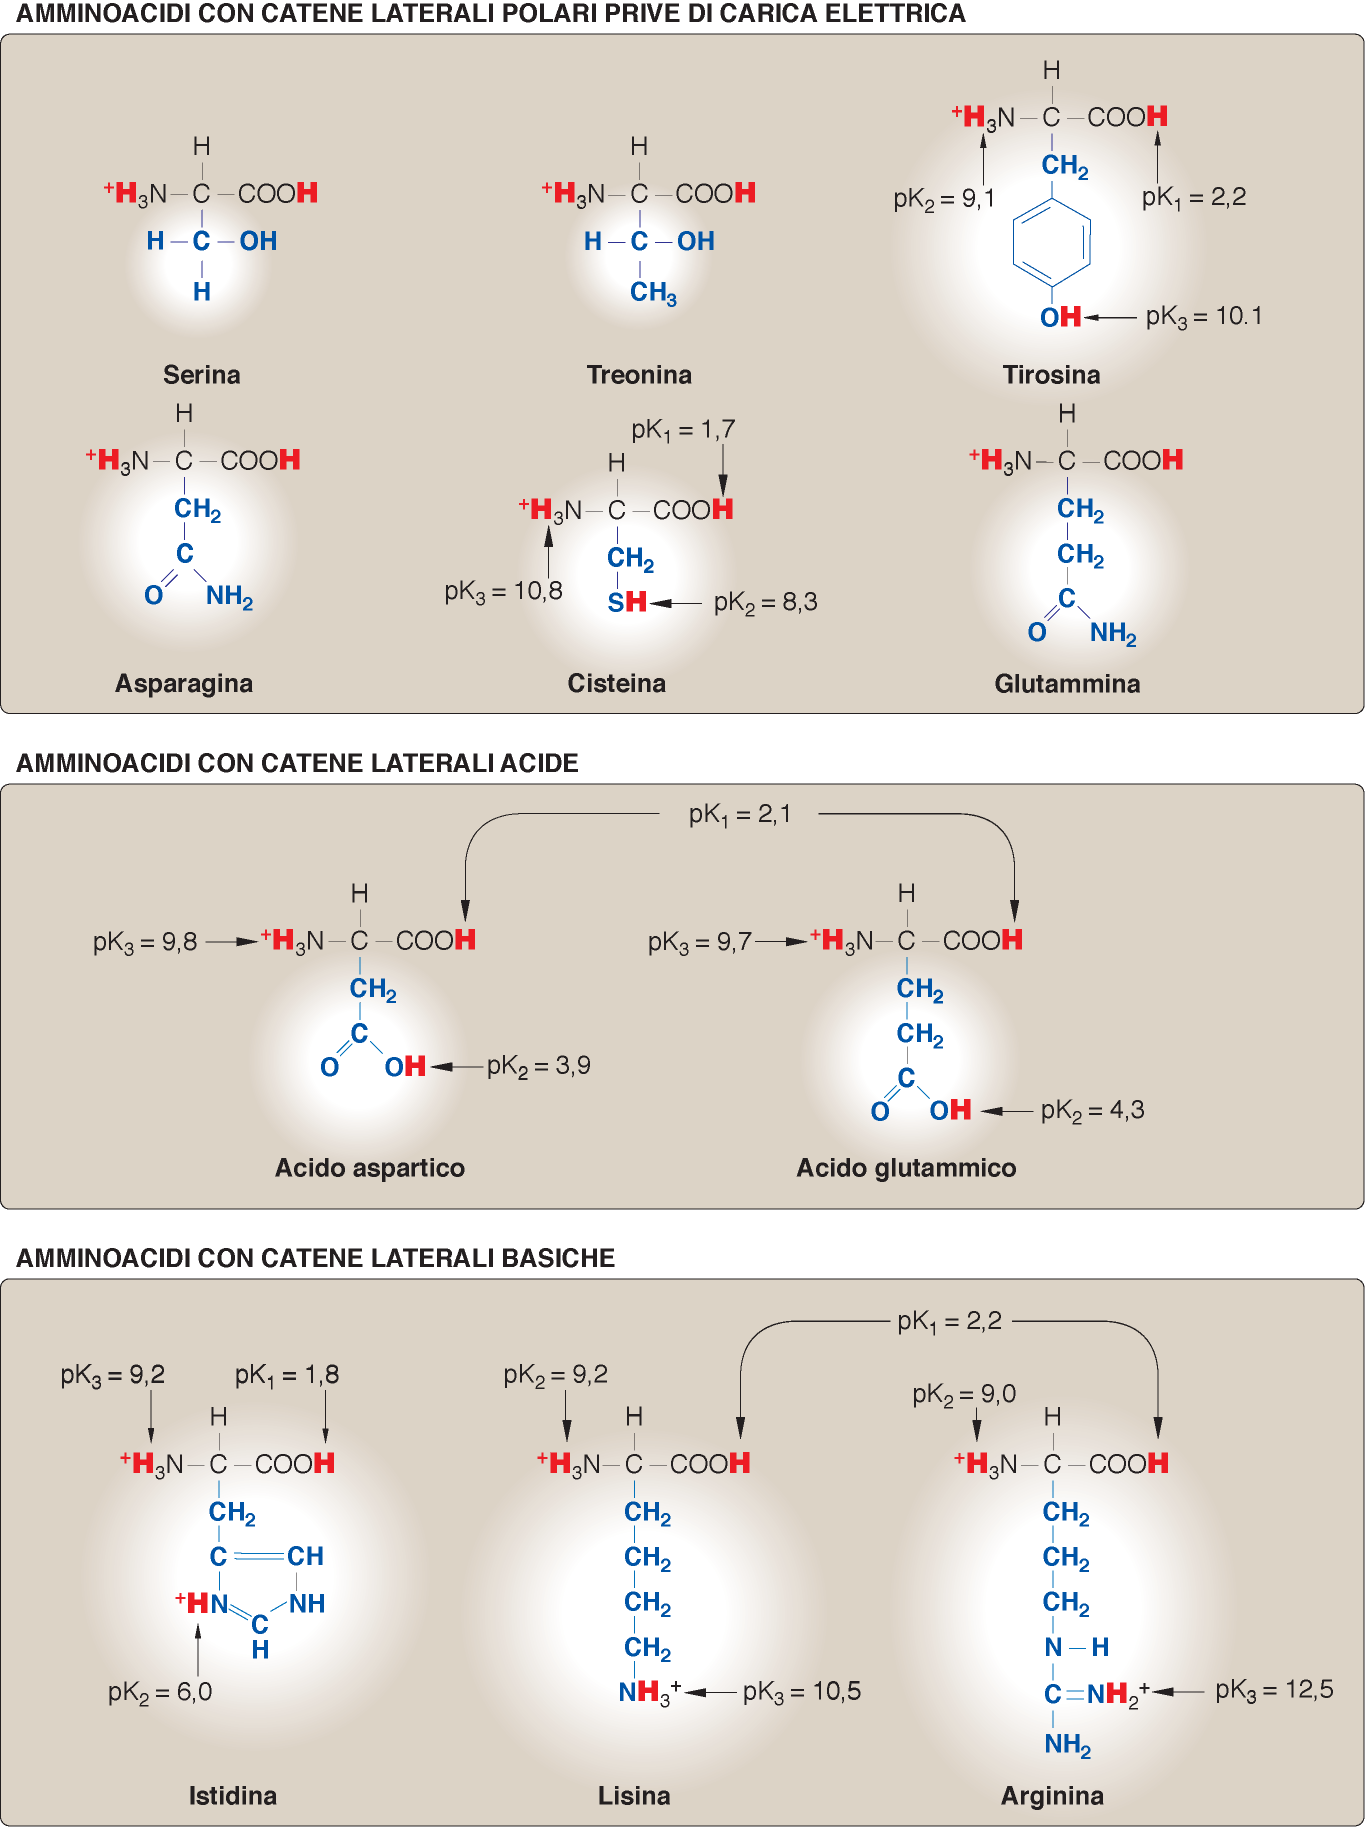 AMMINOACIDI CON CATENE LATERALI POLARI PRIVE DI CARICA ELETTRICA
H
⁺H₃N – C – COOH
H – C – OH
H
Serina
H
⁺H₃N – C – COOH
H – C – OH
CH₃
Treonina
H
⁺H₃N – C – COOH
CH₂
pK₂ = 9,1
pK₁ = 2,2
OH
pK₃ = 10.1
Tirosina
H
⁺H₃N – C – COOH
CH₂
C
O NH₂
Asparagina
pK₁ = 1,7
H
⁺H₃N – C – COOH
CH₂
pK₃ = 10,8
SH
pK₂ = 8,3
Cisteina
H
⁺H₃N – C – COOH
CH₂
CH₂
C
O NH₂
Glutammina
AMMINOACIDI CON CATENE LATERALI ACIDE
pK₁ = 2,1
H
pK₃ = 9,8
⁺H₃N – C – COOH
CH₂
C
O OH
pK₂ = 3,9
Acido aspartico
H
pK₃ = 9,7
⁺H₃N – C – COOH
CH₂
CH₂
C
O OH
pK₂ = 4,3
Acido glutammico
AMMINOACIDI CON CATENE LATERALI BASICHE
pK₃ = 9,2
pK₁ = 1,8
H
⁺H₃N – C – COOH
CH₂
C = CH
⁺HN NH
C
H
pK₂ = 6,0
Istidina
pK₁ = 2,2
pK₂ = 9,2
H
⁺H₃N – C – COOH
CH₂
CH₂
CH₂
CH₂
NH₃⁺
pK₃ = 10,5
Lisina
pK₂ = 9,0
H
⁺H₃N – C – COOH
CH₂
CH₂
CH₂
N – H
C = NH₂⁺
pK₃ = 12,5
NH₂
Arginina